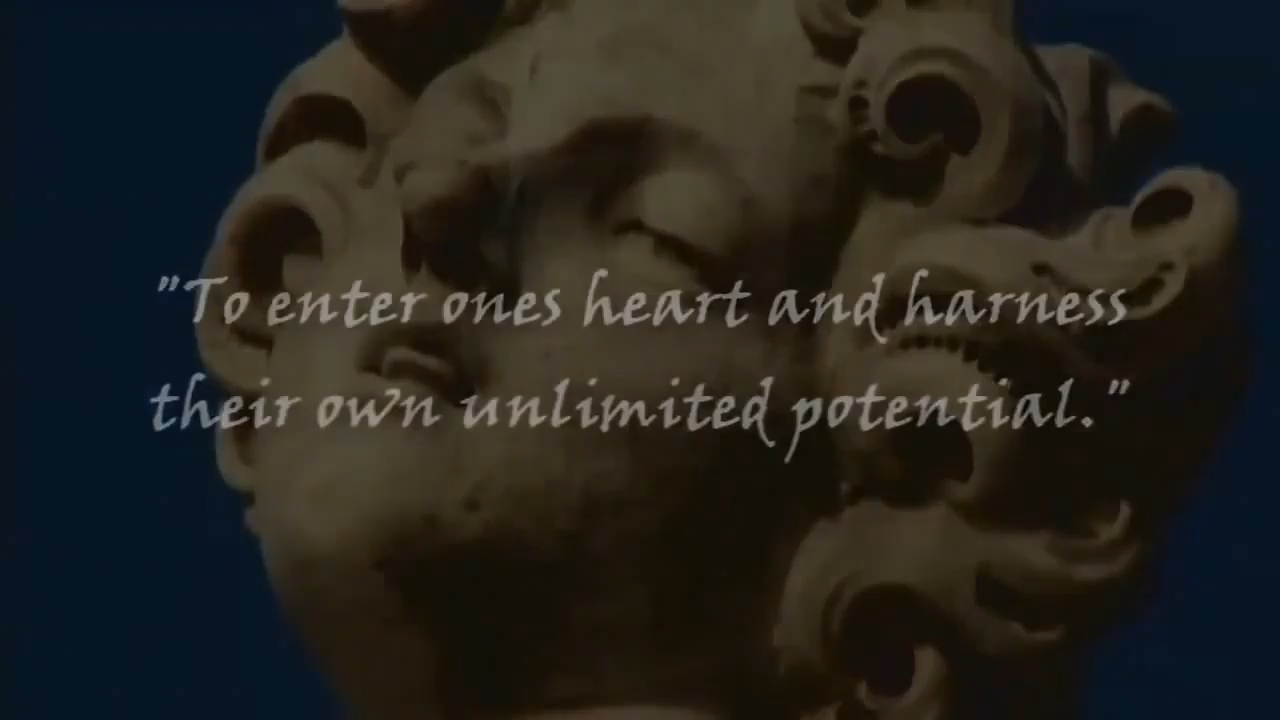 "To enter ones heart and harness
their own unlimited potential."